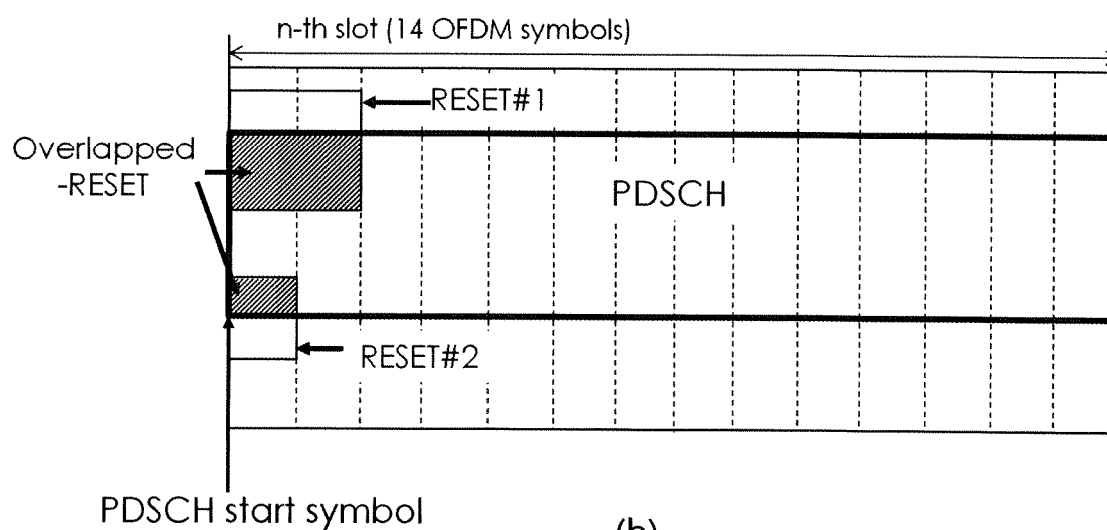 n-th slot (14 OFDM symbols)
RESET#1
Overlapped
-RESET
PDSCH
RESET#2
PDSCH start symbol
(b)